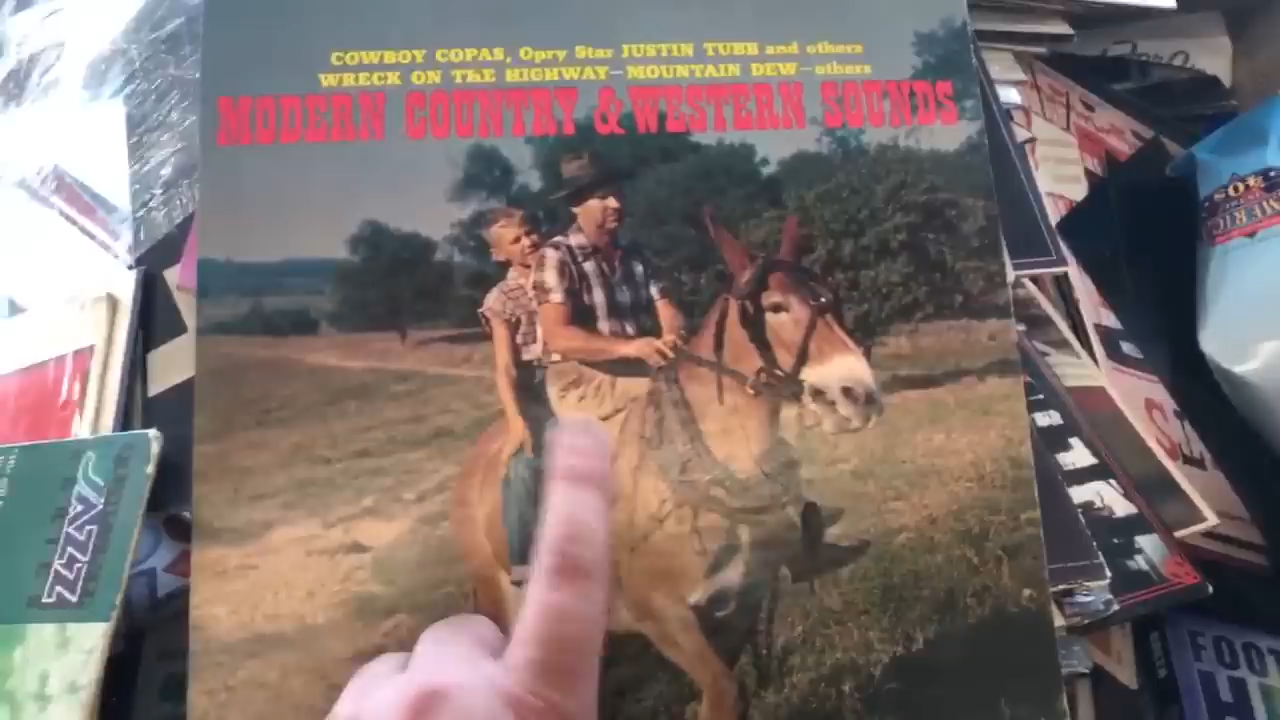 COWBOY COPAS, Opry Star JUSTIN TUBB and others
WRECK ON The HIGHWAY—MOUNTAIN DEW—others
MODERN COUNTRY & WESTERN SOUNDS
JAZZ
40s
FOOT